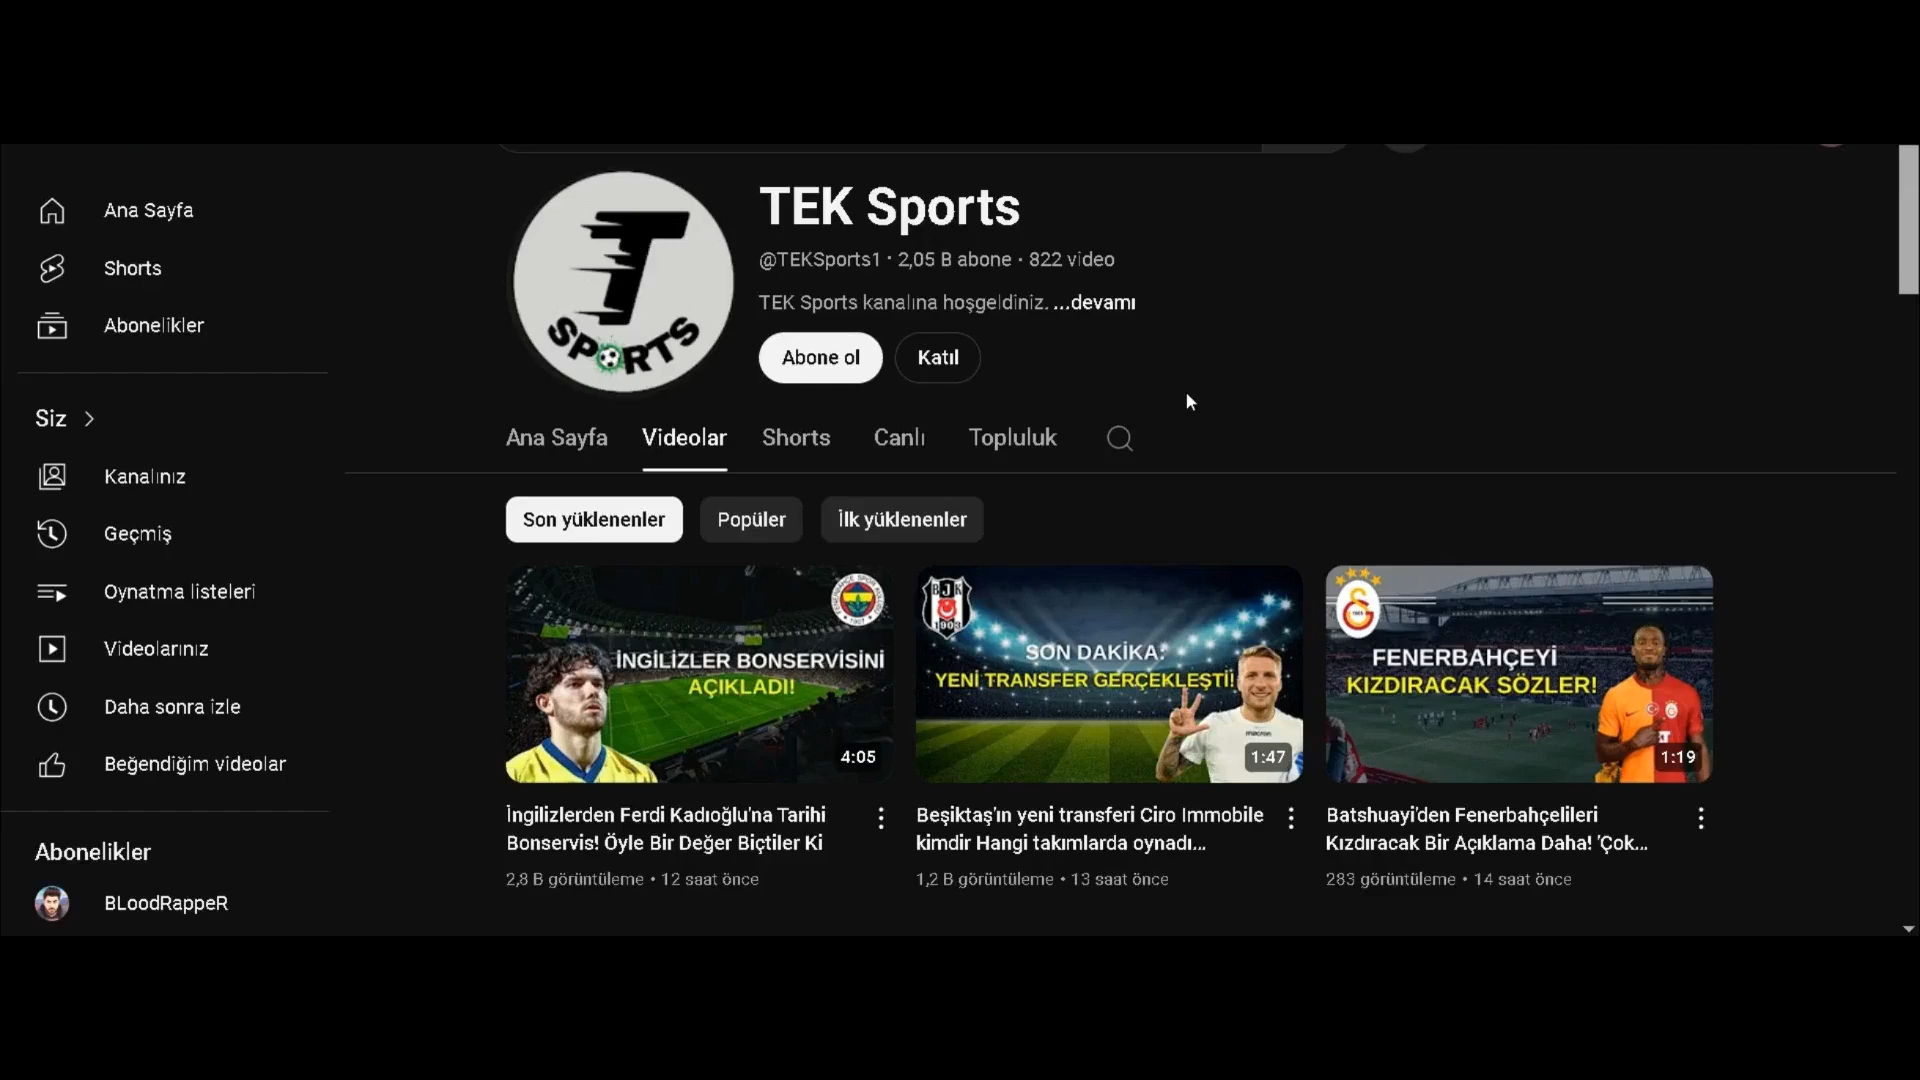 Ana Sayfa
Shorts
Abonelikler
Siz
Kanalınız
Geçmiş
Oynatma listeleri
Videolarınız
Daha sonra izle
Beğendiğim videolar
Abonelikler
BLoodRappeR
T
SPORTS
TEK Sports
@TEKSports1 • 2,05 B abone • 822 video
TEK Sports kanalına hoşgeldiniz. ...devamı
Abone ol
Katıl
Ana Sayfa
Videolar
Shorts
Canlı
Topluluk
Son yüklenenler
Popüler
İlk yüklenenler
İNGİLİZLER BONSERVİSİNİ
AÇIKLADI!
4:05
İngilizlerden Ferdi Kadıoğlu'na Tarihi
Bonservis! Öyle Bir Değer Biçtiler Ki
2,8 B görüntüleme • 12 saat önce
BJK
1903
SON DAKİKA:
YENİ TRANSFER GERÇEKLEŞTİ!
macron
1:47
Beşiktaş'ın yeni transferi Ciro Immobile
kimdir Hangi takımlarda oynadı...
1,2 B görüntüleme • 13 saat önce
FENERBAHÇEYİ
KIZDIRACAK SÖZLER!
1:19
Batshuayi'den Fenerbahçelileri
Kızdıracak Bir Açıklama Daha! 'Çok...
283 görüntüleme • 14 saat önce